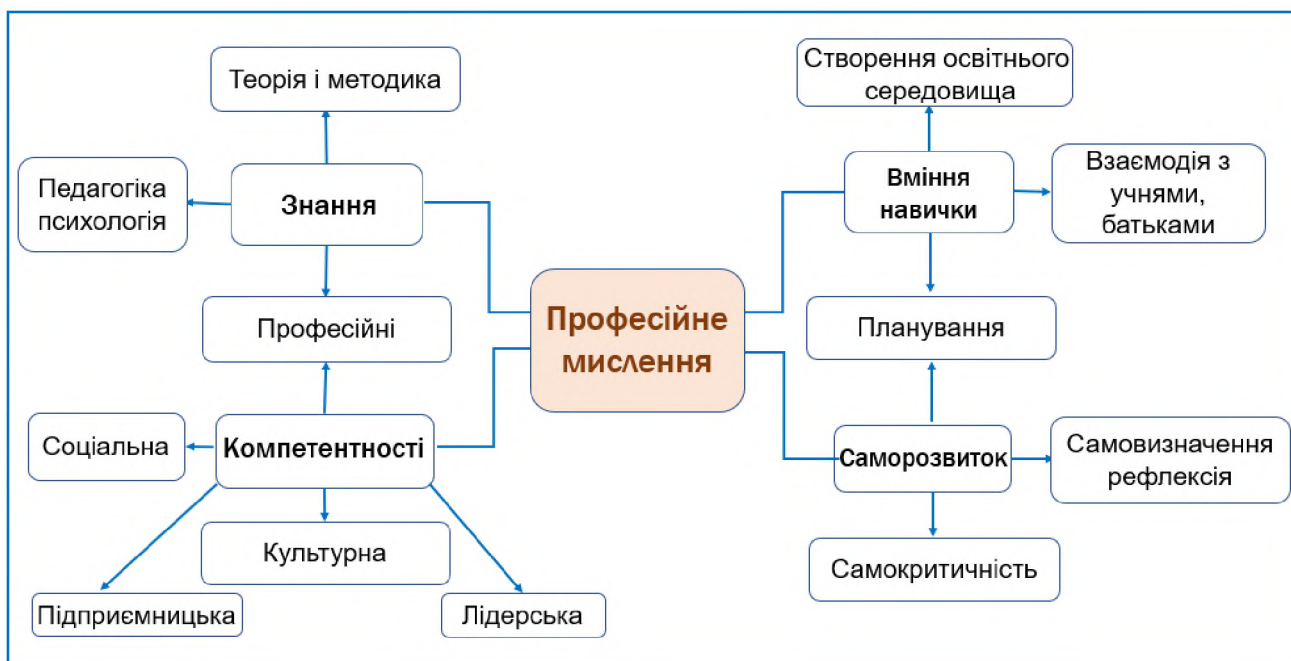 Теорія і методика
Педагогіка
психологія
Знання
Професійні
Соціальна
Компетентності
Культурна
Підприємницька
Лідерська
Професійне
мислення
Створення освітнього
середовища
Вміння
навички
Взаємодія з
учнями,
батьками
Планування
Саморозвиток
Самовизначення
рефлексія
Самокритичність